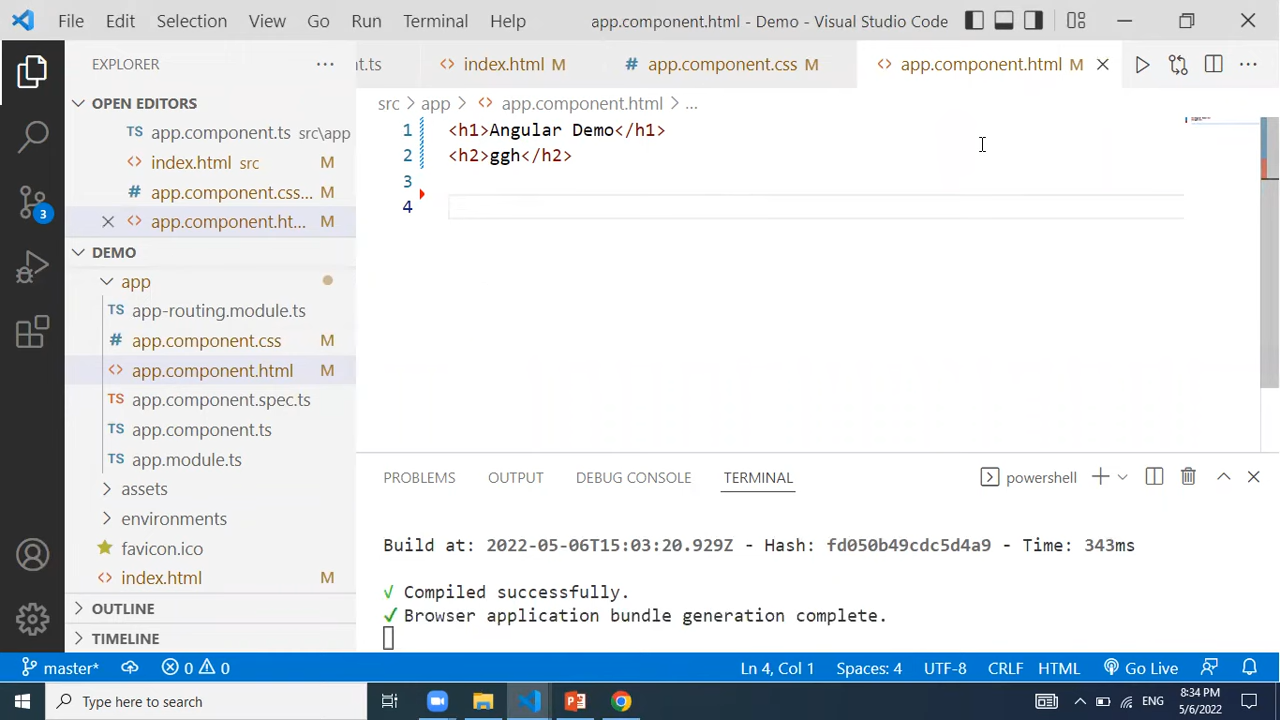 File Edit Selection View Go Run Terminal Help app.component.html - Demo - Visual Studio Code
EXPLORER
OPEN EDITORS
TS app.component.ts src\app
<> index.html src M
# app.component.css... M
<> app.component.ht... M
DEMO
app
TS app-routing.module.ts
# app.component.css M
<> app.component.html M
TS app.component.spec.ts
TS app.component.ts
TS app.module.ts
assets
environments
favicon.ico
<> index.html M
OUTLINE
TIMELINE
3
nt.ts <> index.html M # app.component.css M <> app.component.html M
src > app > <> app.component.html > ...
1 <h1>Angular Demo</h1>
2 <h2>ggh</h2>
3
4
PROBLEMS OUTPUT DEBUG CONSOLE TERMINAL powershell
Build at: 2022-05-06T15:03:20.929Z - Hash: fd050b49cdc5d4a9 - Time: 343ms
√ Compiled successfully.
✔ Browser application bundle generation complete.
master* 0 0 Ln 4, Col 1 Spaces: 4 UTF-8 CRLF HTML Go Live
Type here to search ENG 8:34 PM
5/6/2022